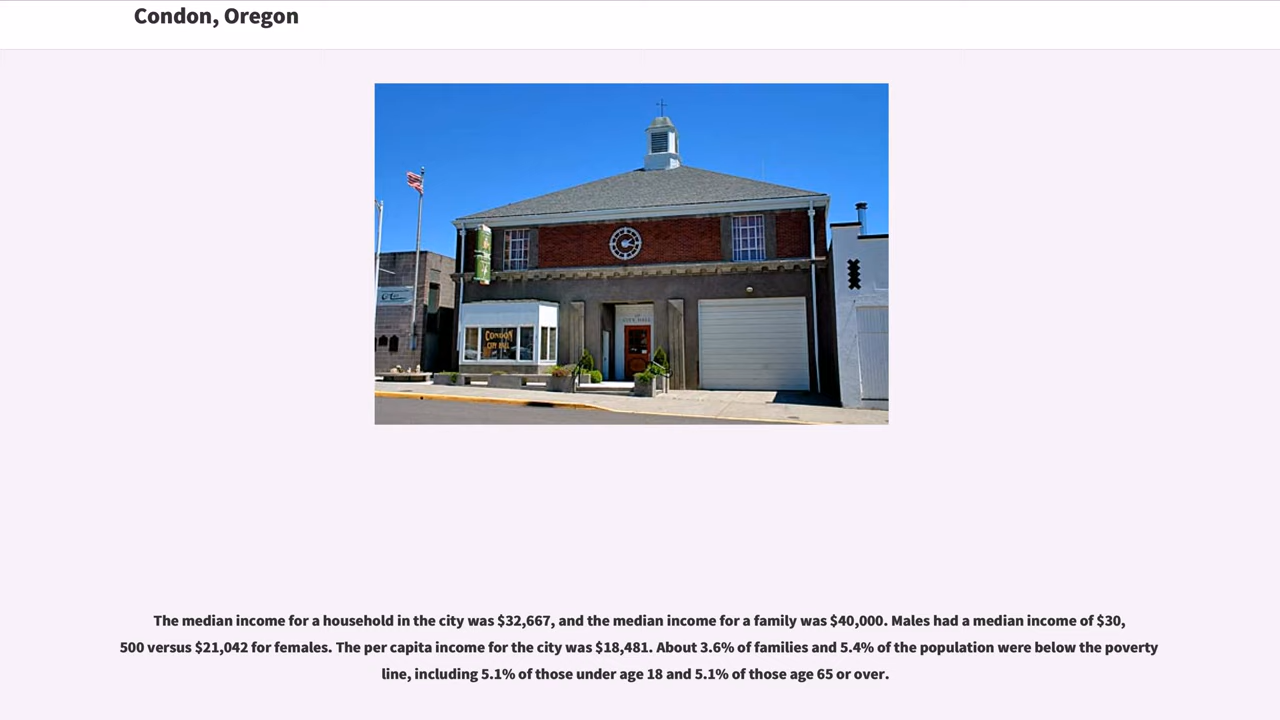 Condon, Oregon
CONDON
CITY HALL
CITY HALL
The median income for a household in the city was $32,667, and the median income for a family was $40,000. Males had a median income of $30,
500 versus $21,042 for females. The per capita income for the city was $18,481. About 3.6% of families and 5.4% of the population were below the poverty
line, including 5.1% of those under age 18 and 5.1% of those age 65 or over.